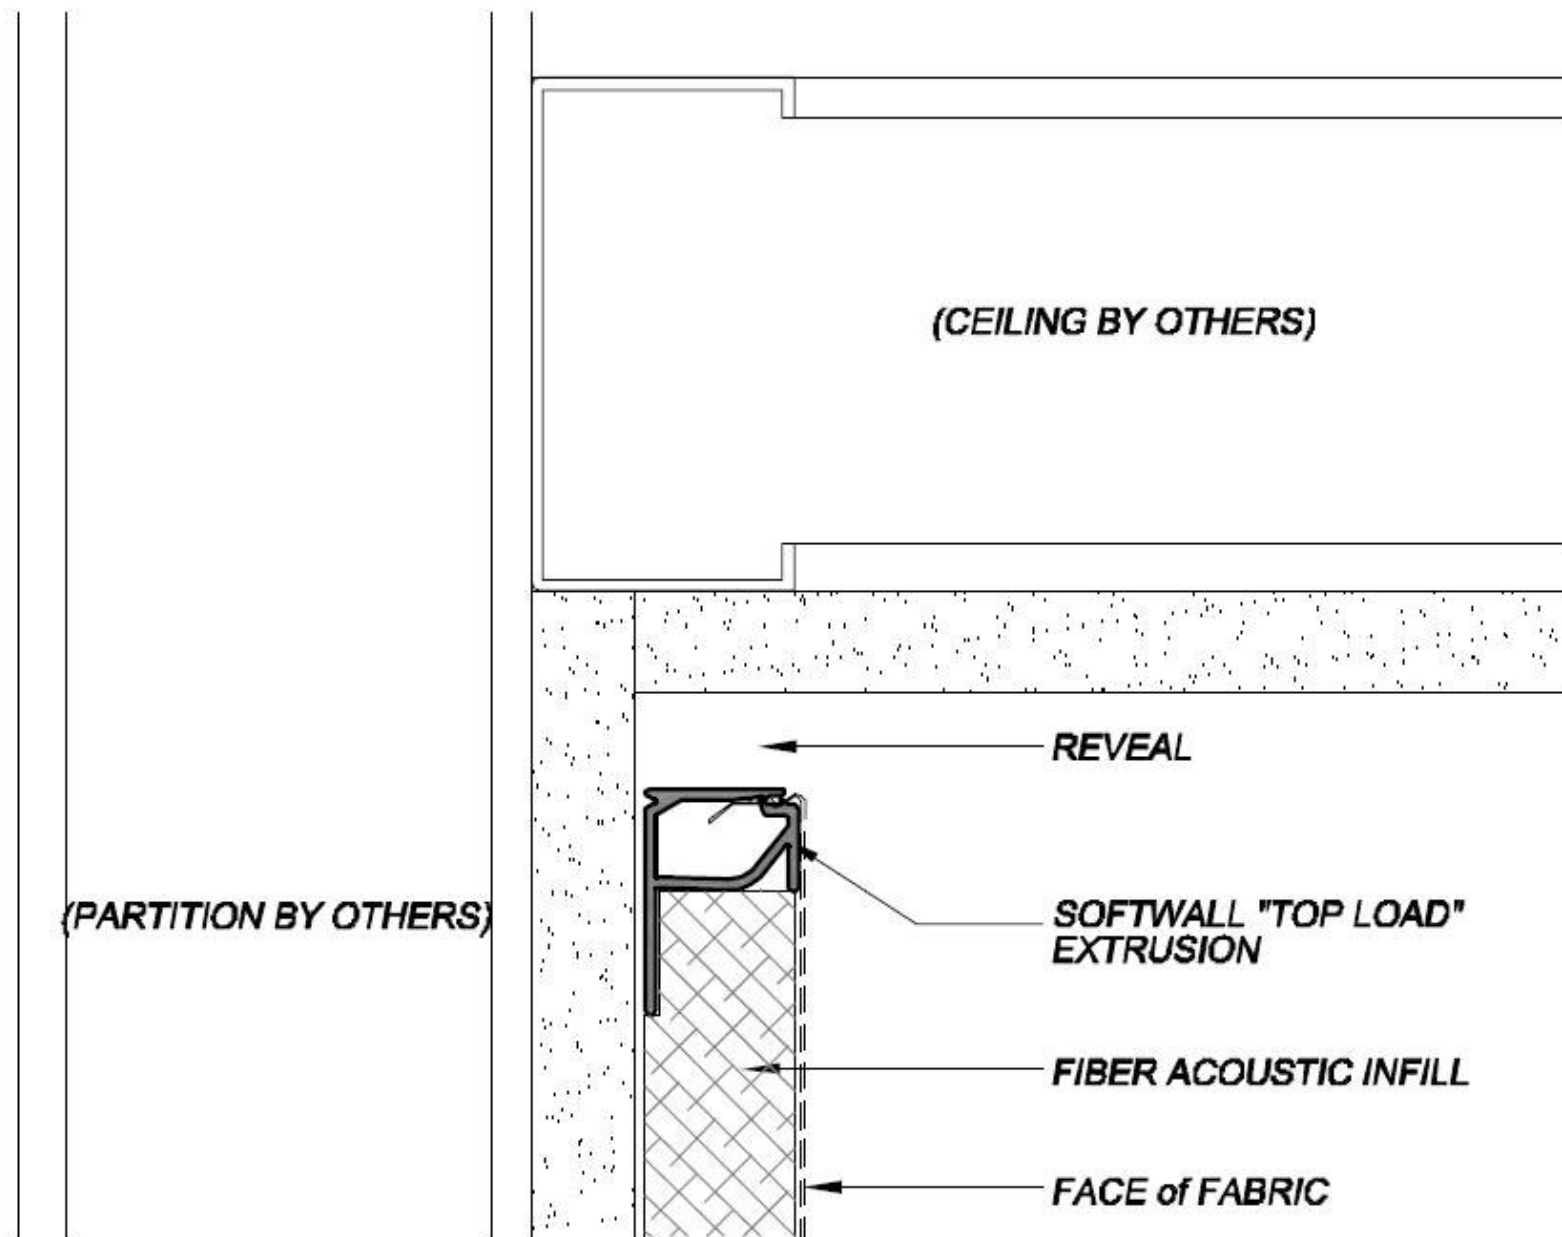 (CEILING BY OTHERS)
REVEAL
(PARTITION BY OTHERS)
SOFTWALL "TOP LOAD"
EXTRUSION
FIBER ACOUSTIC INFILL
FACE of FABRIC